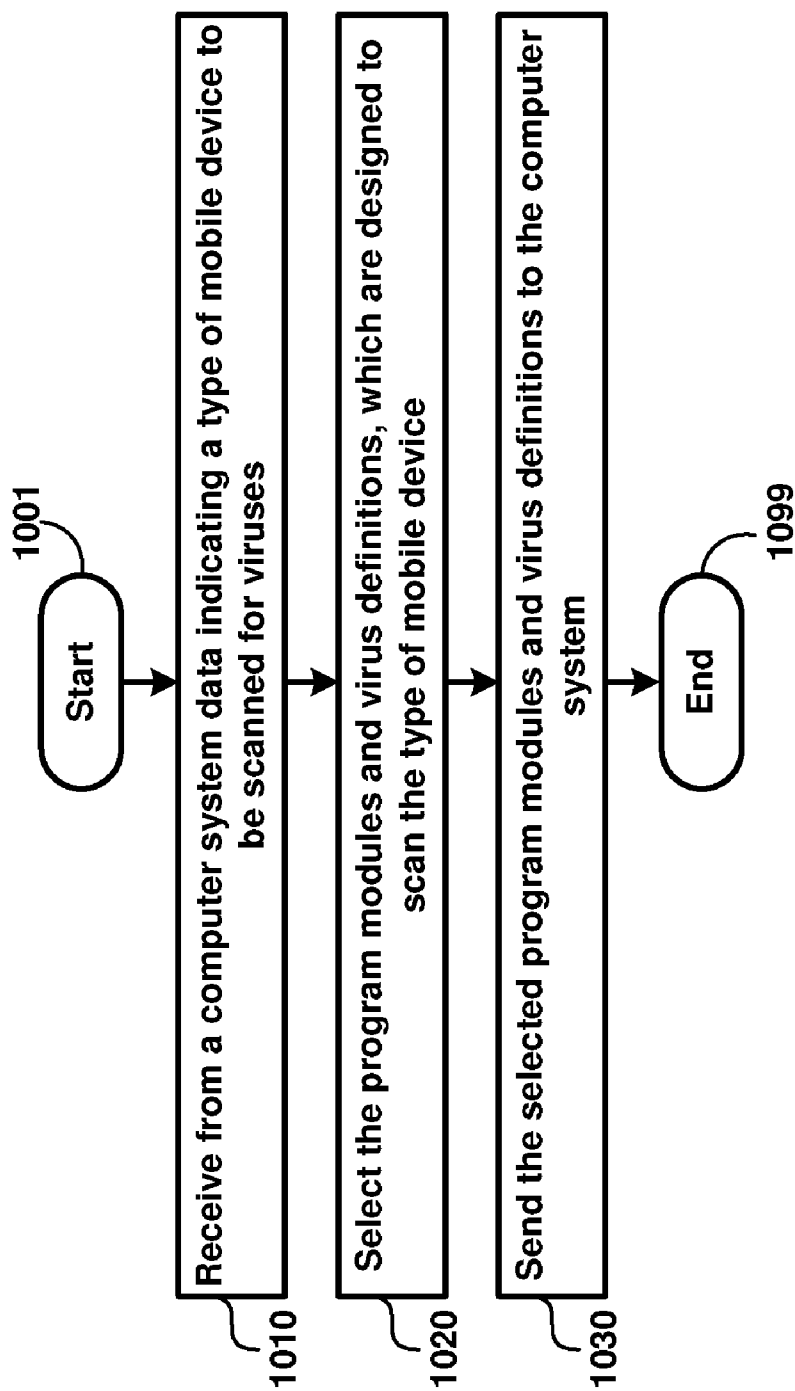 1001
Start
Receive from a computer system data indicating a type of mobile device to
be scanned for viruses
1010
Select the program modules and virus definitions, which are designed to
scan the type of mobile device
1020
Send the selected program modules and virus definitions to the computer
system
1030
End
1099